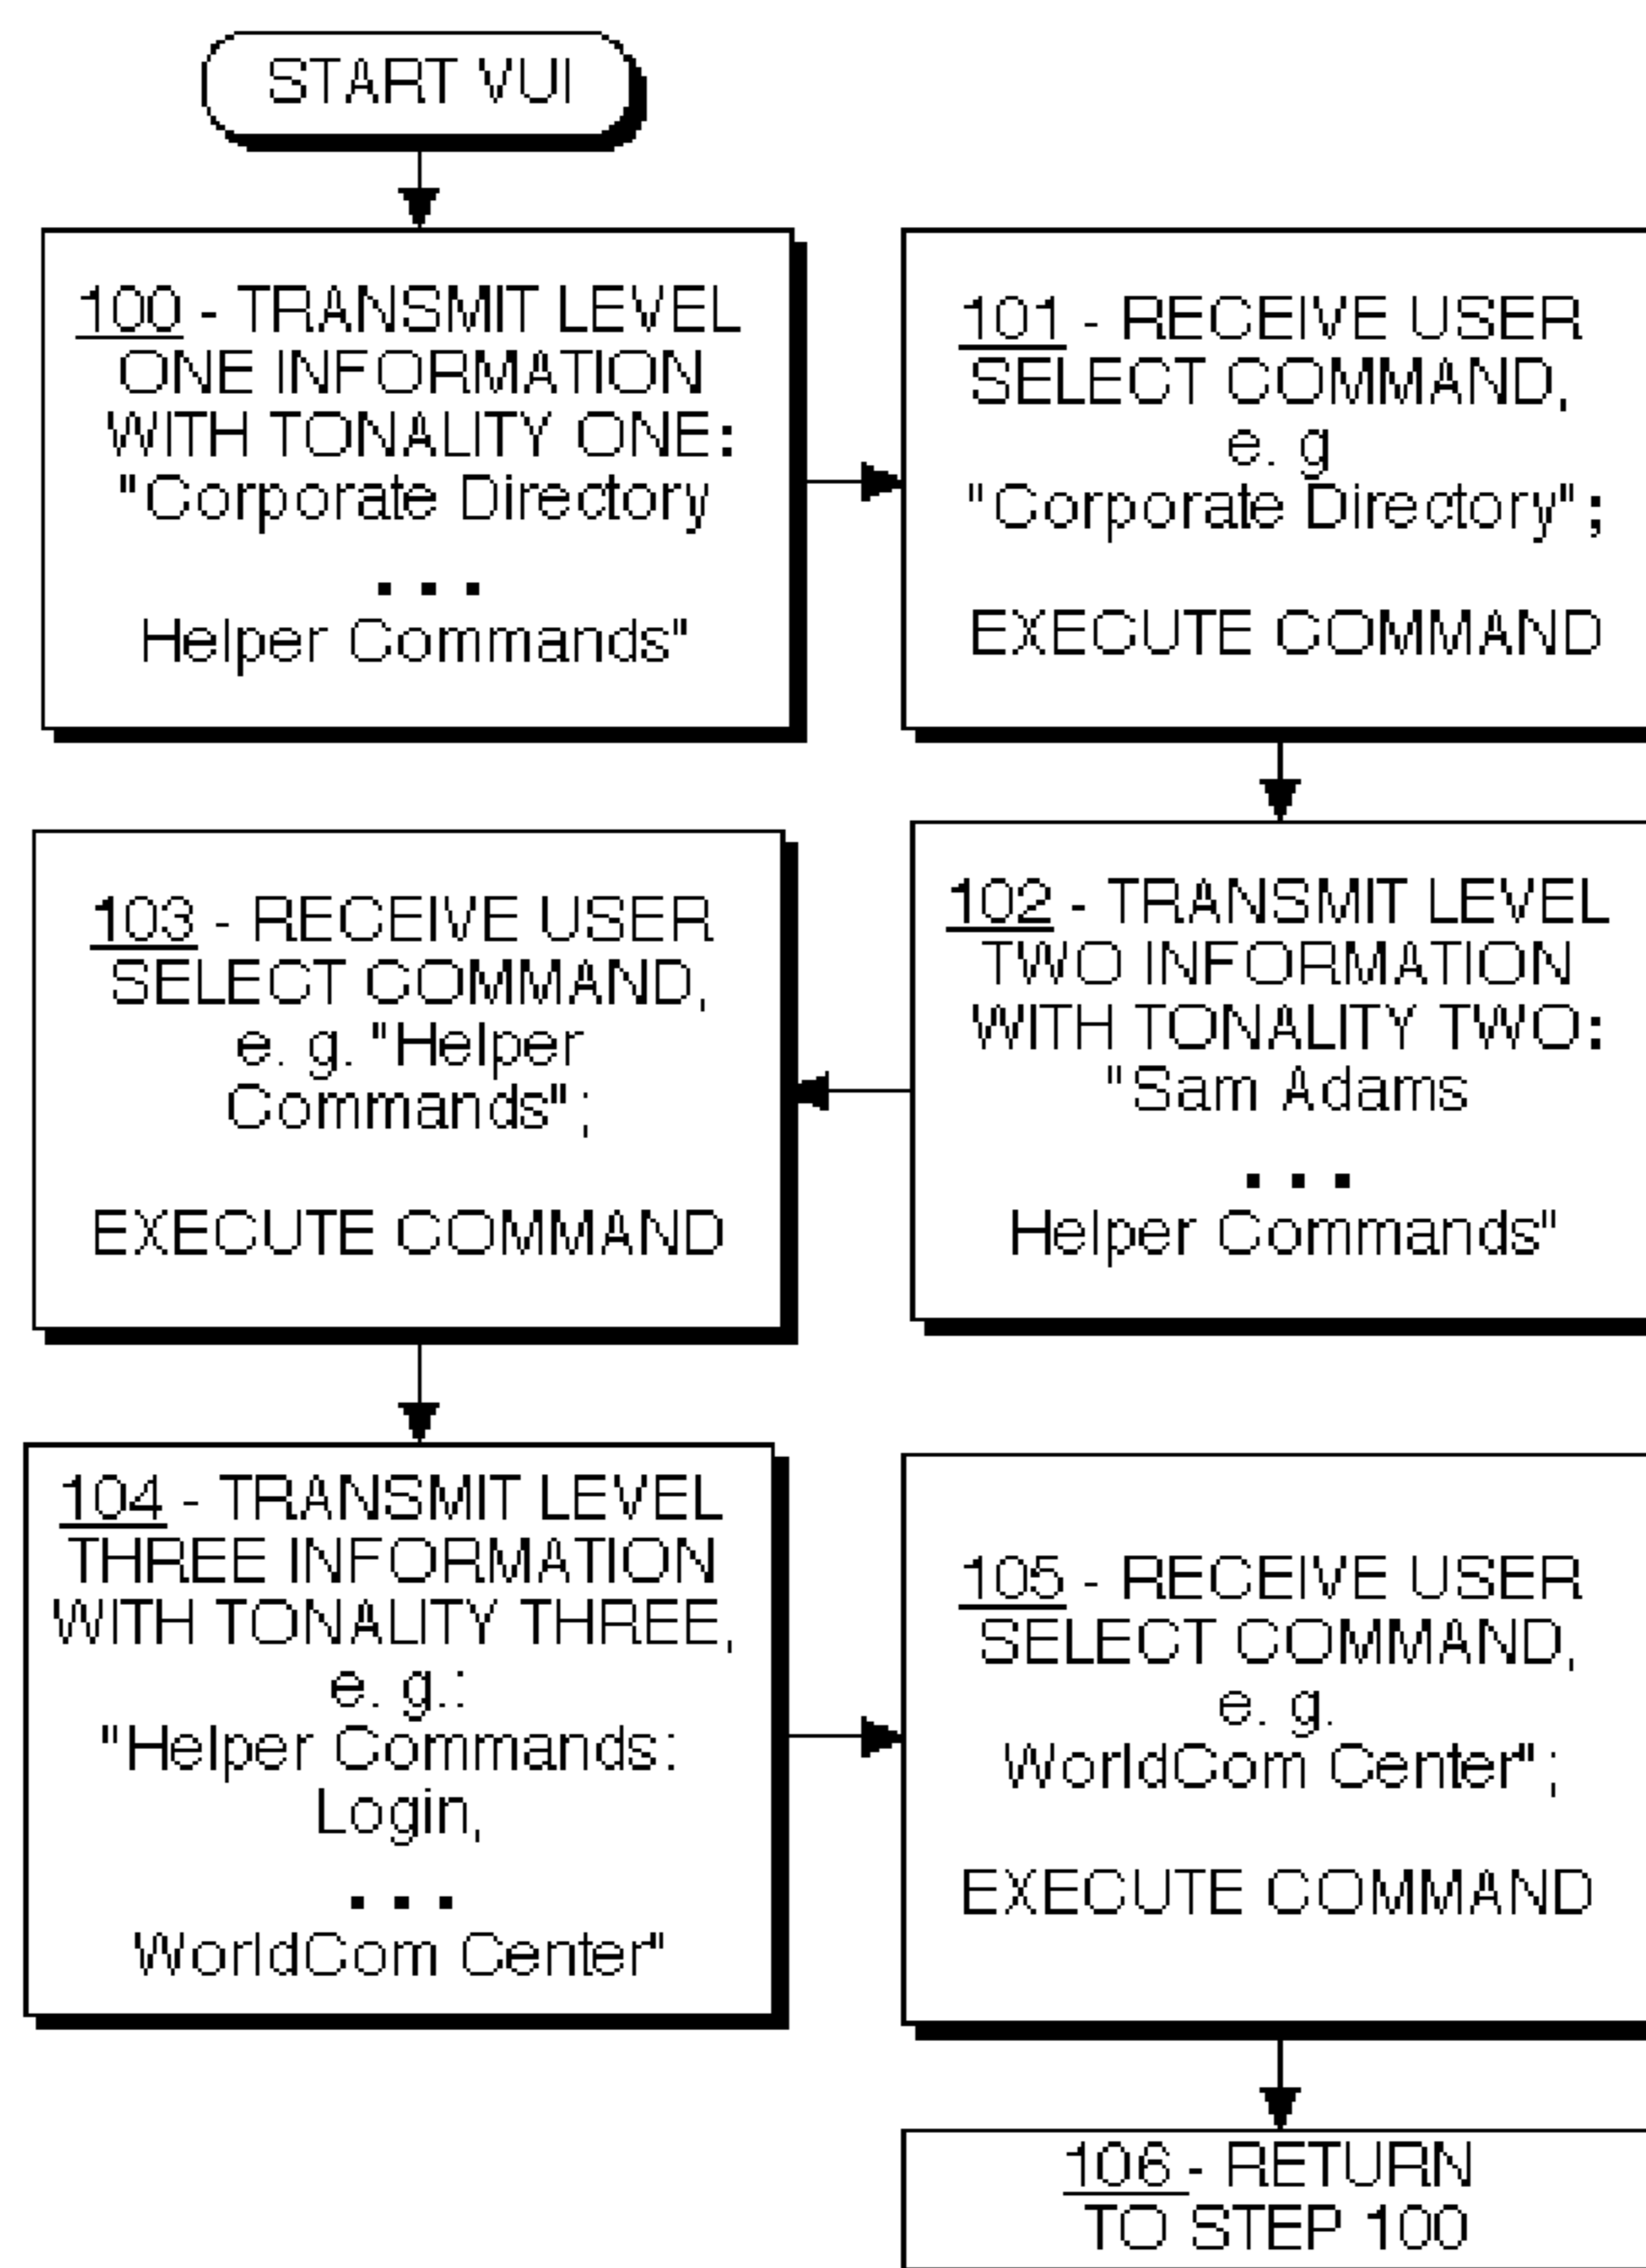 START VUI
100 - TRANSMIT LEVEL
ONE INFORMATION
WITH TONALITY ONE:
"Corporate Directory
...
Helper Commands"
101 - RECEIVE USER
SELECT COMMAND,
e. g
"Corporate Directory";
EXECUTE COMMAND
102 - TRANSMIT LEVEL
TWO INFORMATION
WITH TONALITY TWO:
"Sam Adams
...
Helper Commands"
103 - RECEIVE USER
SELECT COMMAND,
e. g. "Helper
Commands";
EXECUTE COMMAND
104 - TRANSMIT LEVEL
THREE INFORMATION
WITH TONALITY THREE,
e. g.:
"Helper Commands:
Login,
...
WorldCom Center"
105 - RECEIVE USER
SELECT COMMAND,
e. g.
WorldCom Center";
EXECUTE COMMAND
106 - RETURN
TO STEP 100